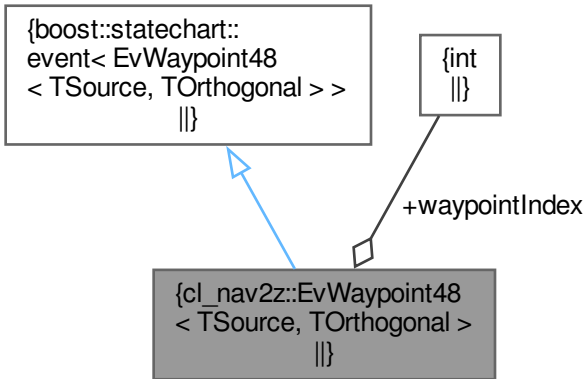 {boost::statechart::
event< EvWaypoint48
< TSource, TOrthogonal > >
||}
{int
||}
+waypointIndex
{cl_nav2z::EvWaypoint48
< TSource, TOrthogonal >
||}